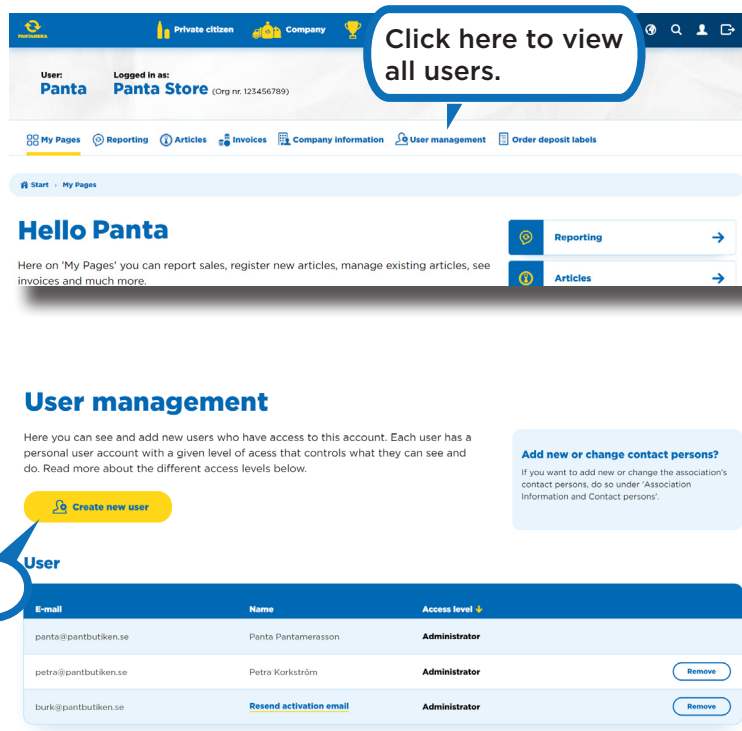 PANTAMERA
Private citizen
Company
Click here to view
all users.
User:
Logged in as:
Panta
Panta Store (Org nr. 123456789)
My Pages
Reporting
Articles
Invoices
Company information
User management
Order deposit labels
Start › My Pages
Hello Panta
Here on 'My Pages' you can report sales, register new articles, manage existing articles, see
invoices and much more.
Reporting
Articles
User management
Here you can see and add new users who have access to this account. Each user has a
personal user account with a given level of acess that controls what they can see and
do. Read more about the different access levels below.
Add new or change contact persons?
If you want to add new or change the association's
contact persons, do so under 'Association
Information and Contact persons'.
Create new user
User
E-mail
Name
Access level
panta@pantbutiken.se
Panta Pantamerasson
Administrator
petra@pantbutiken.se
Petra Korkström
Administrator
Remove
burk@pantbutiken.se
Resend activation email
Administrator
Remove